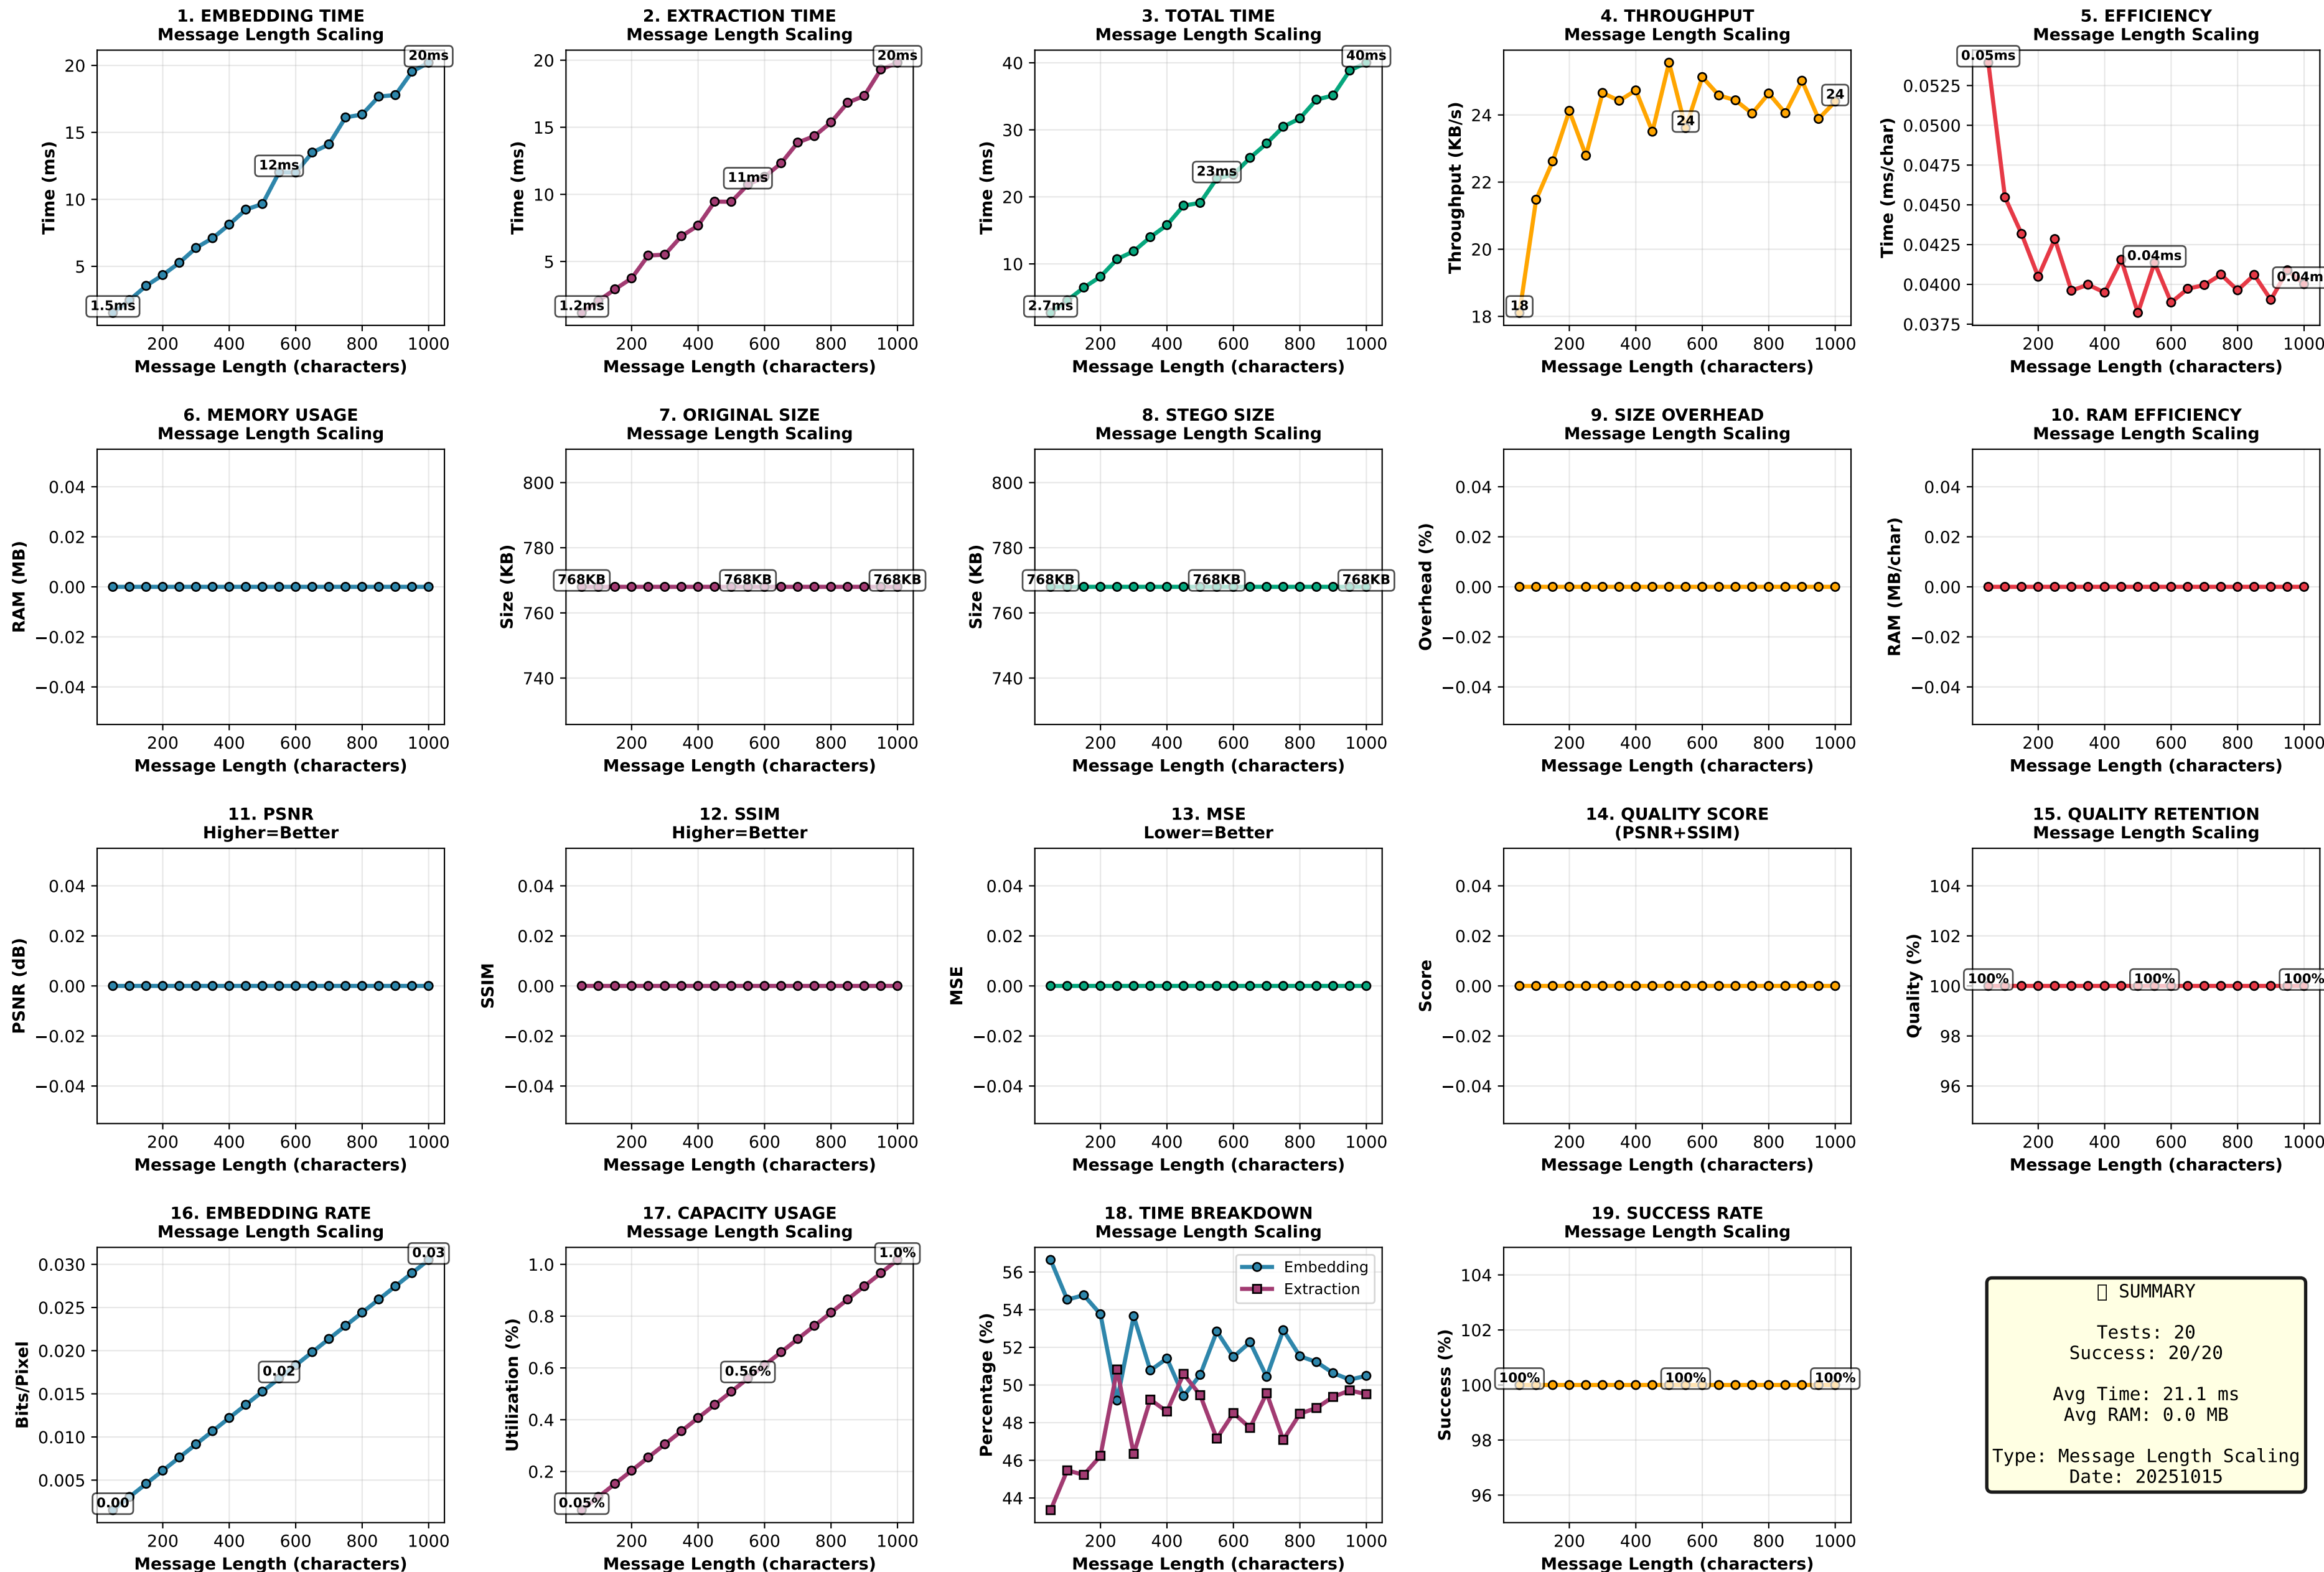 1. EMBEDDING TIME
Message Length Scaling
20ms
12ms
1.5ms
20
15
10
5
Time (ms)
200 400 600 800 1000
Message Length (characters)
2. EXTRACTION TIME
Message Length Scaling
20ms
11ms
1.2ms
20
15
10
5
Time (ms)
200 400 600 800 1000
Message Length (characters)
3. TOTAL TIME
Message Length Scaling
40ms
23ms
2.7ms
40
30
20
10
Time (ms)
200 400 600 800 1000
Message Length (characters)
4. THROUGHPUT
Message Length Scaling
24
24
18
24
22
20
18
Throughput (KB/s)
200 400 600 800 1000
Message Length (characters)
5. EFFICIENCY
Message Length Scaling
0.05ms
0.04ms
0.04m
0.0525
0.0500
0.0475
0.0450
0.0425
0.0400
0.0375
Time (ms/char)
200 400 600 800 1000
Message Length (characters)
6. MEMORY USAGE
Message Length Scaling
0.04
0.02
0.00
−0.02
−0.04
RAM (MB)
200 400 600 800 1000
Message Length (characters)
7. ORIGINAL SIZE
Message Length Scaling
800
780
760
740
768KB 768KB 768KB
Size (KB)
200 400 600 800 1000
Message Length (characters)
8. STEGO SIZE
Message Length Scaling
800
780
760
740
768KB 768KB 768KB
Size (KB)
200 400 600 800 1000
Message Length (characters)
9. SIZE OVERHEAD
Message Length Scaling
0.04
0.02
0.00
−0.02
−0.04
Overhead (%)
200 400 600 800 1000
Message Length (characters)
10. RAM EFFICIENCY
Message Length Scaling
0.04
0.02
0.00
−0.02
−0.04
RAM (MB/char)
200 400 600 800 1000
Message Length (characters)
11. PSNR
Higher=Better
0.04
0.02
0.00
−0.02
−0.04
PSNR (dB)
200 400 600 800 1000
Message Length (characters)
12. SSIM
Higher=Better
0.04
0.02
0.00
−0.02
−0.04
SSIM
200 400 600 800 1000
Message Length (characters)
13. MSE
Lower=Better
0.04
0.02
0.00
−0.02
−0.04
MSE
200 400 600 800 1000
Message Length (characters)
14. QUALITY SCORE
(PSNR+SSIM)
0.04
0.02
0.00
−0.02
−0.04
Score
200 400 600 800 1000
Message Length (characters)
15. QUALITY RETENTION
Message Length Scaling
104
102
100
98
96
100% 100% 100%
Quality (%)
200 400 600 800 1000
Message Length (characters)
16. EMBEDDING RATE
Message Length Scaling
0.03
0.02
0.00
0.030
0.025
0.020
0.015
0.010
0.005
Bits/Pixel
200 400 600 800 1000
Message Length (characters)
17. CAPACITY USAGE
Message Length Scaling
1.0%
0.56%
0.05%
1.0
0.8
0.6
0.4
0.2
Utilization (%)
200 400 600 800 1000
Message Length (characters)
18. TIME BREAKDOWN
Message Length Scaling
Embedding
Extraction
56
54
52
50
48
46
44
Percentage (%)
200 400 600 800 1000
Message Length (characters)
19. SUCCESS RATE
Message Length Scaling
104
102
100
98
96
100% 100% 100%
Success (%)
200 400 600 800 1000
Message Length (characters)
SUMMARY
Tests: 20
Success: 20/20
Avg Time: 21.1 ms
Avg RAM: 0.0 MB
Type: Message Length Scaling
Date: 20251015